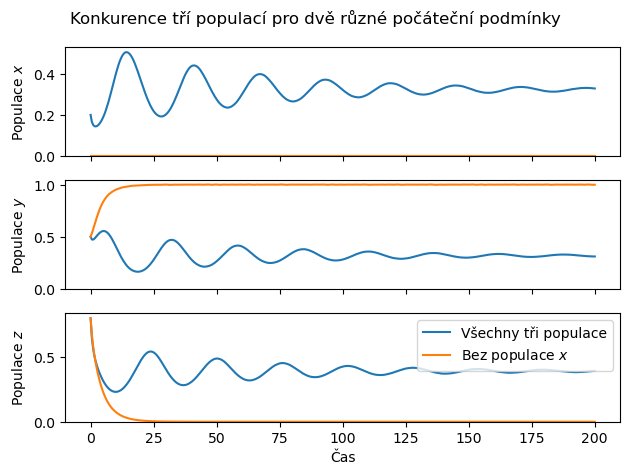 Konkurence tří populací pro dvě různé počáteční podmínky
Populace x
0.4
0.2
0.0
Populace y
1.0
0.5
0.0
Populace z
0.5
0.0
Všechny tři populace
Bez populace x
0 25 50 75 100 125 150 175 200
Čas